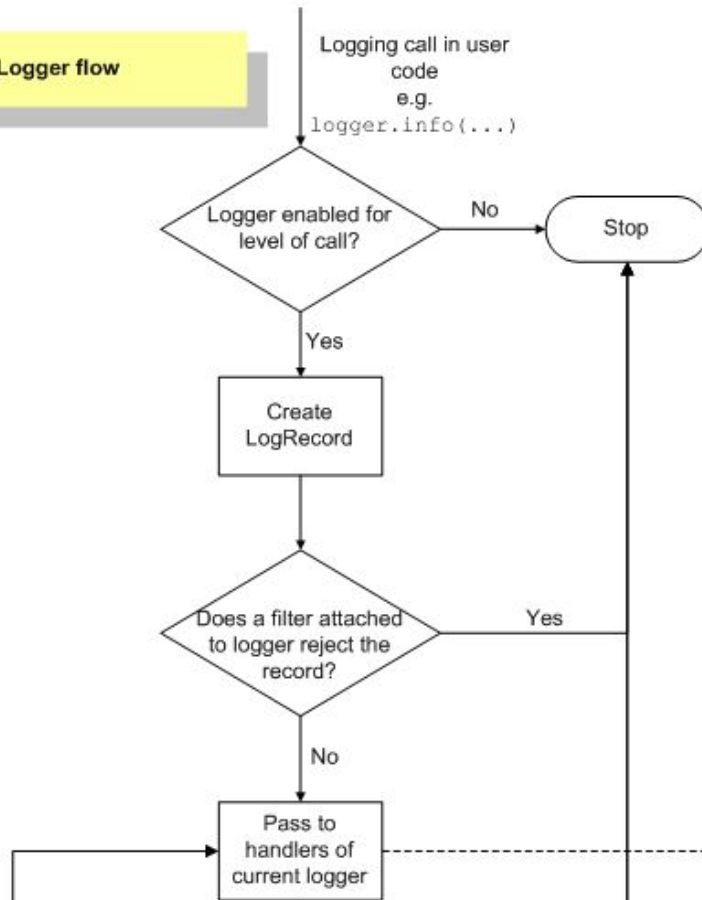 Logger flow
Logging call in user
code
e.g.
logger.info(...)
Logger enabled for
level of call?
No
Stop
Yes
Create
LogRecord
Does a filter attached
to logger reject the
record?
Yes
No
Pass to
handlers of
current logger